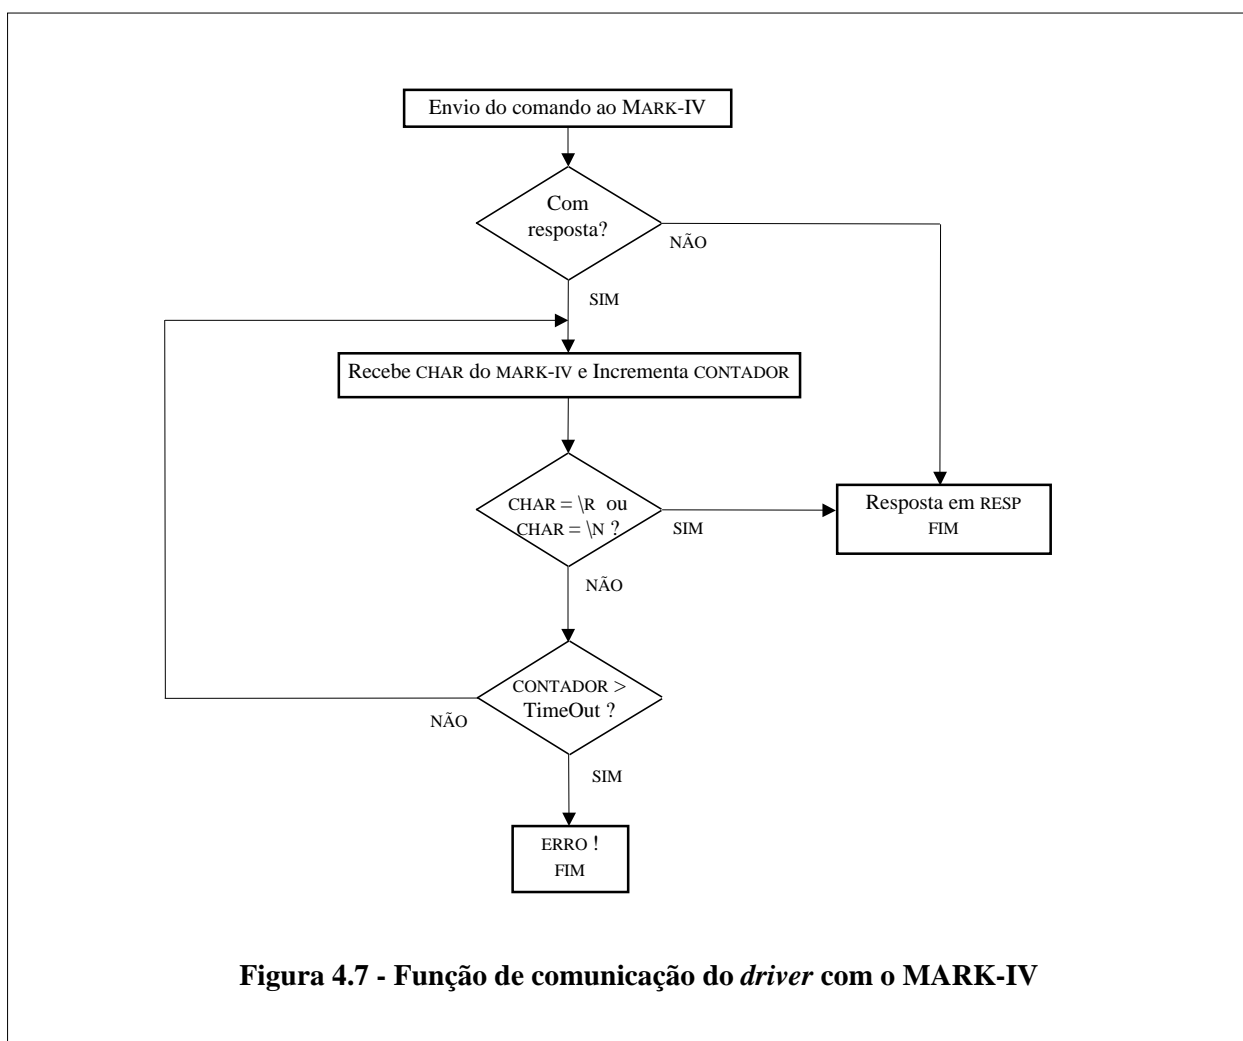 Envio do comando ao MARK-IV
Com
resposta?
NÃO
SIM
Recebe CHAR do MARK-IV e Incrementa CONTADOR
CHAR = \R ou
CHAR = \N ?
SIM
Resposta em RESP
FIM
NÃO
CONTADOR >
TimeOut ?
NÃO
SIM
ERRO !
FIM
Figura 4.7 - Função de comunicação do driver com o MARK-IV